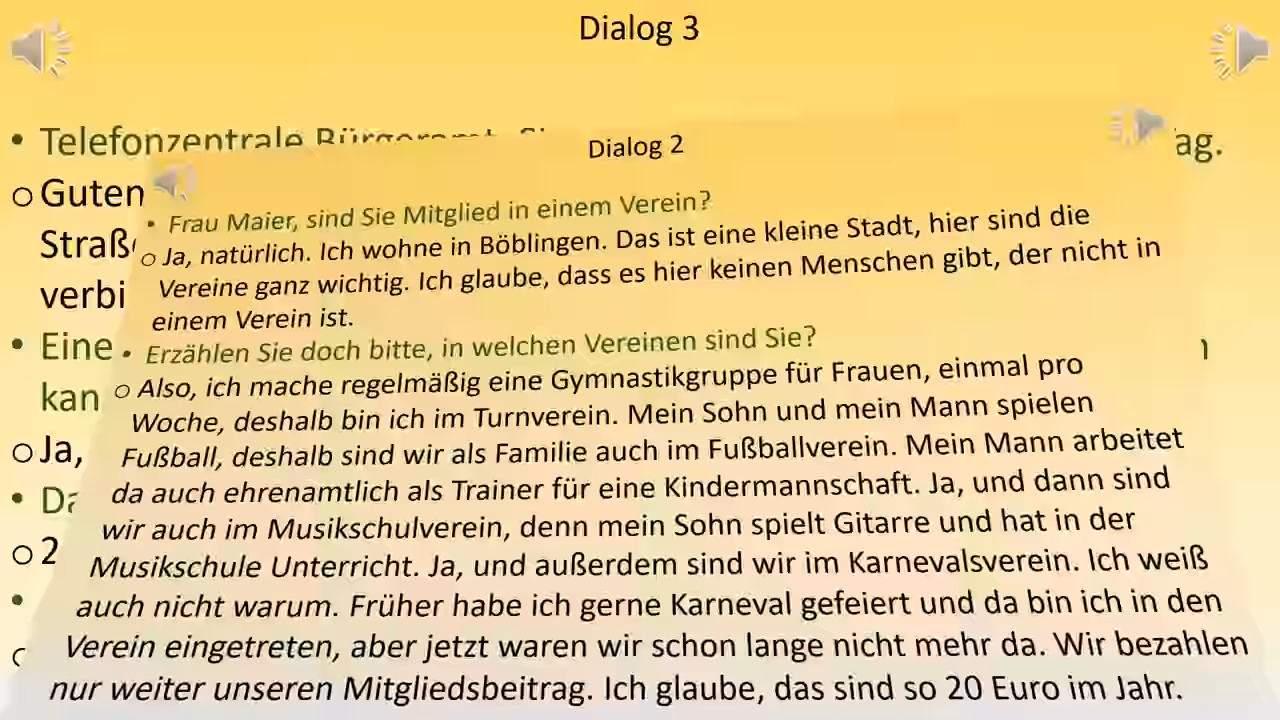 Dialog 3
Telefonzentrale ag.
Guten
Dialog 2
Frau Maier, sind Sie Mitglied in einem Verein?
Ja, natürlich. Ich wohne in Böblingen. Das ist eine kleine Stadt, hier sind die
Vereine ganz wichtig. Ich glaube, dass es hier keinen Menschen gibt, der nicht in
einem Verein ist.
Erzählen Sie doch bitte, in welchen Vereinen sind Sie?
Also, ich mache regelmäßig eine Gymnastikgruppe für Frauen, einmal pro
Woche, deshalb bin ich im Turnverein. Mein Sohn und mein Mann spielen
Fußball, deshalb sind wir als Familie auch im Fußballverein. Mein Mann arbeitet
da auch ehrenamtlich als Trainer für eine Kindermannschaft. Ja, und dann sind
wir auch im Musikschulverein, denn mein Sohn spielt Gitarre und hat in der
Musikschule Unterricht. Ja, und außerdem sind wir im Karnevalsverein. Ich weiß
auch nicht warum. Früher habe ich gerne Karneval gefeiert und da bin ich in den
Verein eingetreten, aber jetzt waren wir schon lange nicht mehr da. Wir bezahlen
nur weiter unseren Mitgliedsbeitrag. Ich glaube, das sind so 20 Euro im Jahr.
verbi
Eine
kan
Ja,
2